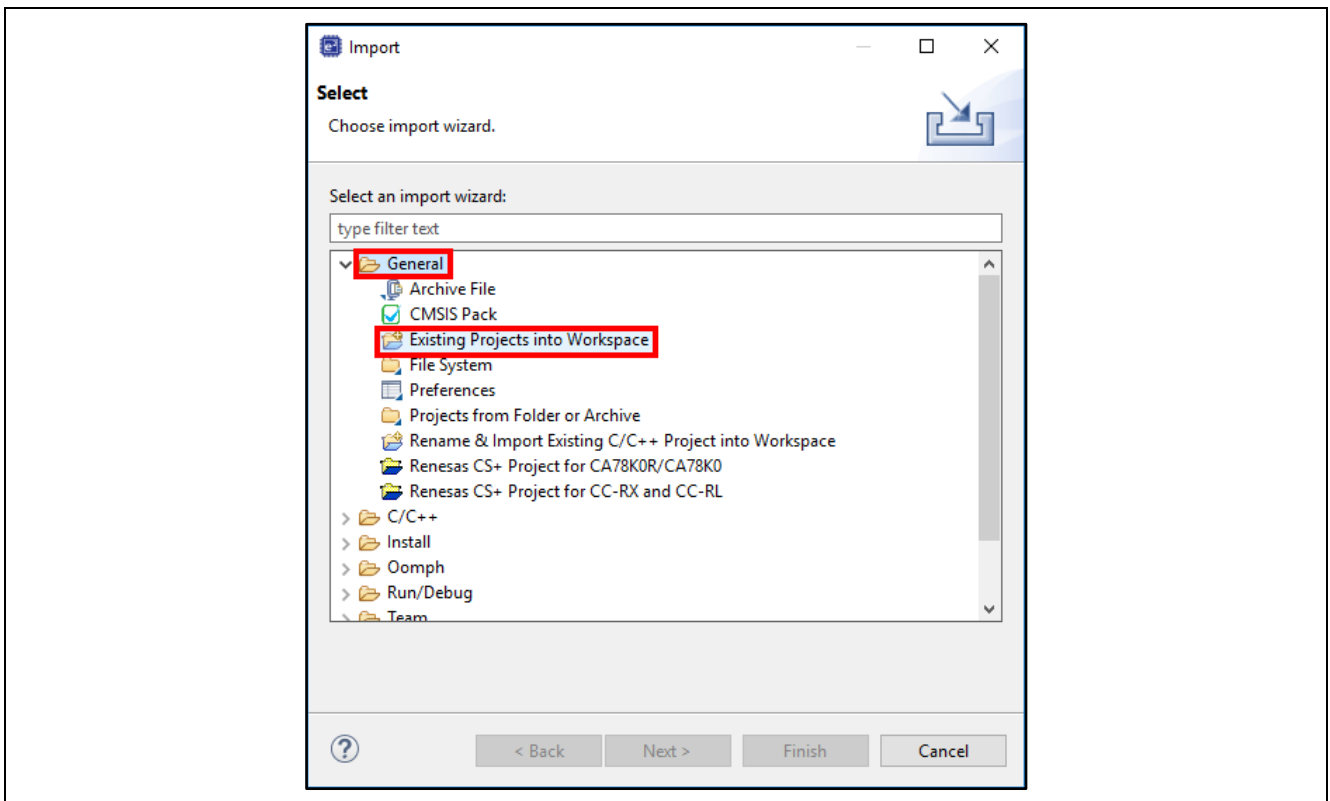 Import
Select
Choose import wizard.
Select an import wizard:
type filter text
General
Archive File
CMSIS Pack
Existing Projects into Workspace
File System
Preferences
Projects from Folder or Archive
Rename & Import Existing C/C++ Project into Workspace
Renesas CS+ Project for CA78K0R/CA78K0
Renesas CS+ Project for CC-RX and CC-RL
C/C++
Install
Oomph
Run/Debug
Team
? < Back Next > Finish Cancel